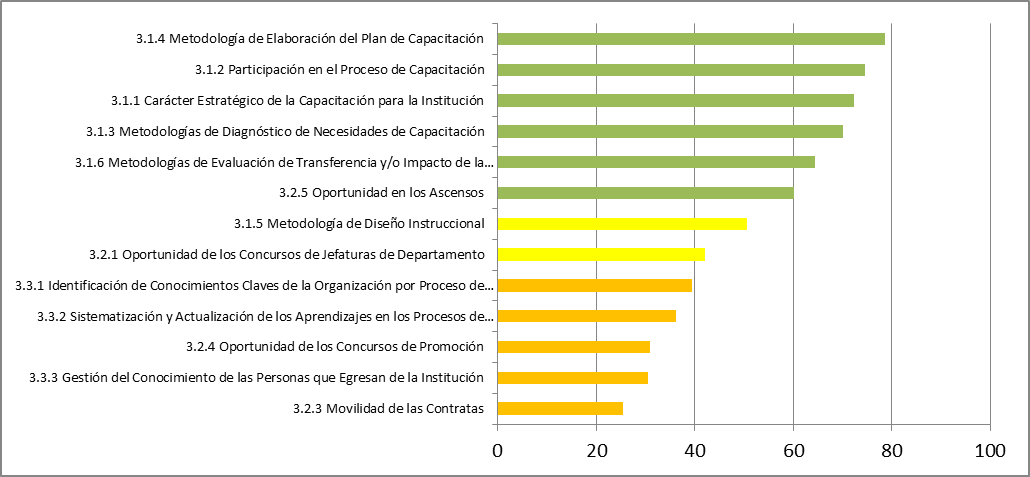 3.1.4 Metodología de Elaboración del Plan de Capacitación
3.1.2 Participación en el Proceso de Capacitación
3.1.1 Carácter Estratégico de la Capacitación para la Institución
3.1.3 Metodologías de Diagnóstico de Necesidades de Capacitación
3.1.6 Metodologías de Evaluación de Transferencia y/o Impacto de la...
3.2.5 Oportunidad en los Ascensos
3.1.5 Metodología de Diseño Instruccional
3.2.1 Oportunidad de los Concursos de Jefaturas de Departamento
3.3.1 Identificación de Conocimientos Claves de la Organización por Proceso de...
3.3.2 Sistematización y Actualización de los Aprendizajes en los Procesos de...
3.2.4 Oportunidad de los Concursos de Promoción
3.3.3 Gestión del Conocimiento de las Personas que Egresan de la Institución
3.2.3 Movilidad de las Contratas
0 20 40 60 80 100